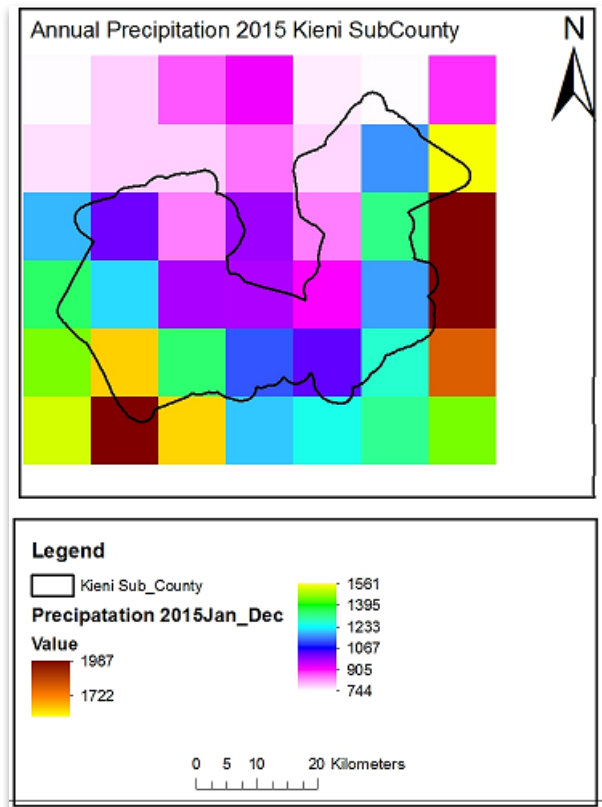 Annual Precipitation 2015 Kieni SubCounty
N
Legend
Kieni Sub_County
Precipatation 2015Jan_Dec
Value
1987
1722
1561
1395
1233
1067
905
744
0 5 10 20 Kilometers